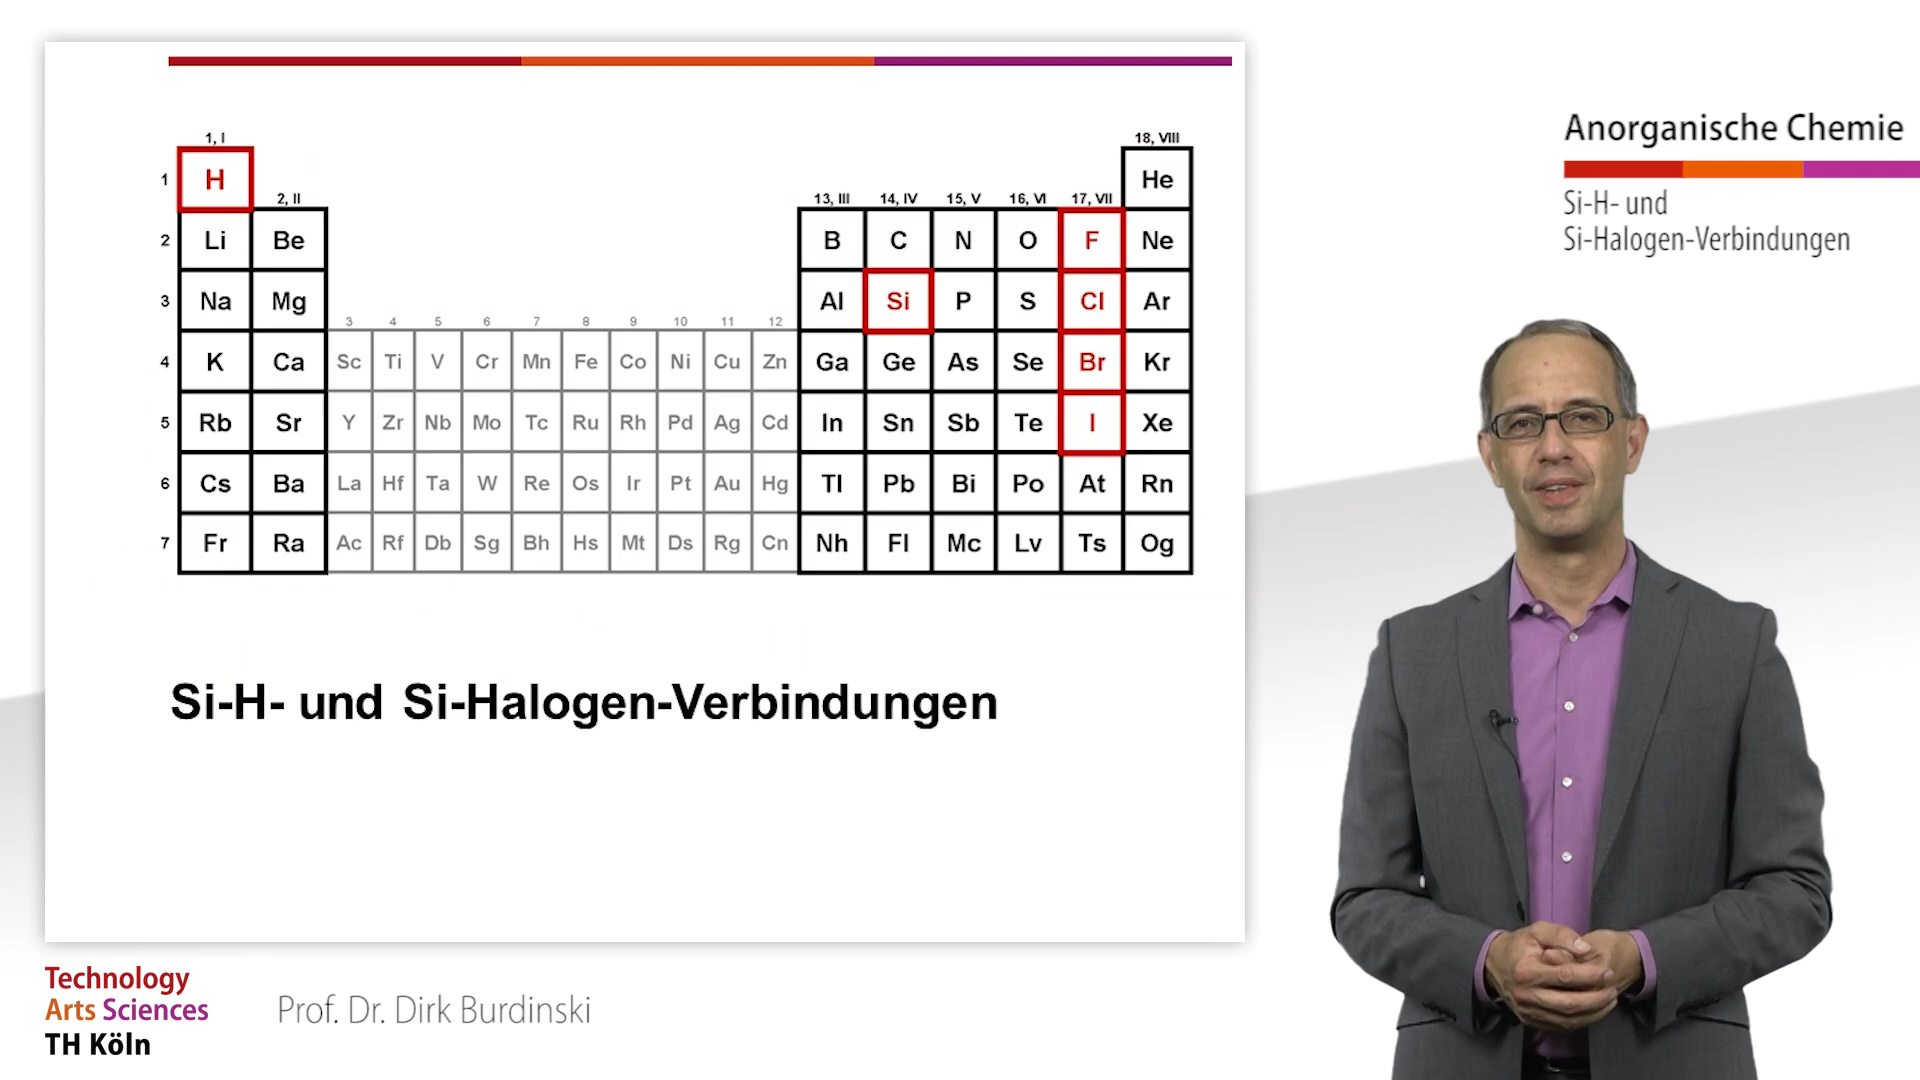 1, I
18, VIII
1 H He
2, II 13, III 14, IV 15, V 16, VI 17, VII
2 Li Be B C N O F Ne
3 Na Mg Al Si P S Cl Ar
3 4 5 6 7 8 9 10 11 12
4 K Ca Sc Ti V Cr Mn Fe Co Ni Cu Zn Ga Ge As Se Br Kr
5 Rb Sr Y Zr Nb Mo Tc Ru Rh Pd Ag Cd In Sn Sb Te I Xe
6 Cs Ba La Hf Ta W Re Os Ir Pt Au Hg Tl Pb Bi Po At Rn
7 Fr Ra Ac Rf Db Sg Bh Hs Mt Ds Rg Cn Nh Fl Mc Lv Ts Og
Si-H- und Si-Halogen-Verbindungen
Anorganische Chemie
Si-H- und
Si-Halogen-Verbindungen
Technology
Arts Sciences
TH Köln
Prof. Dr. Dirk Burdinski